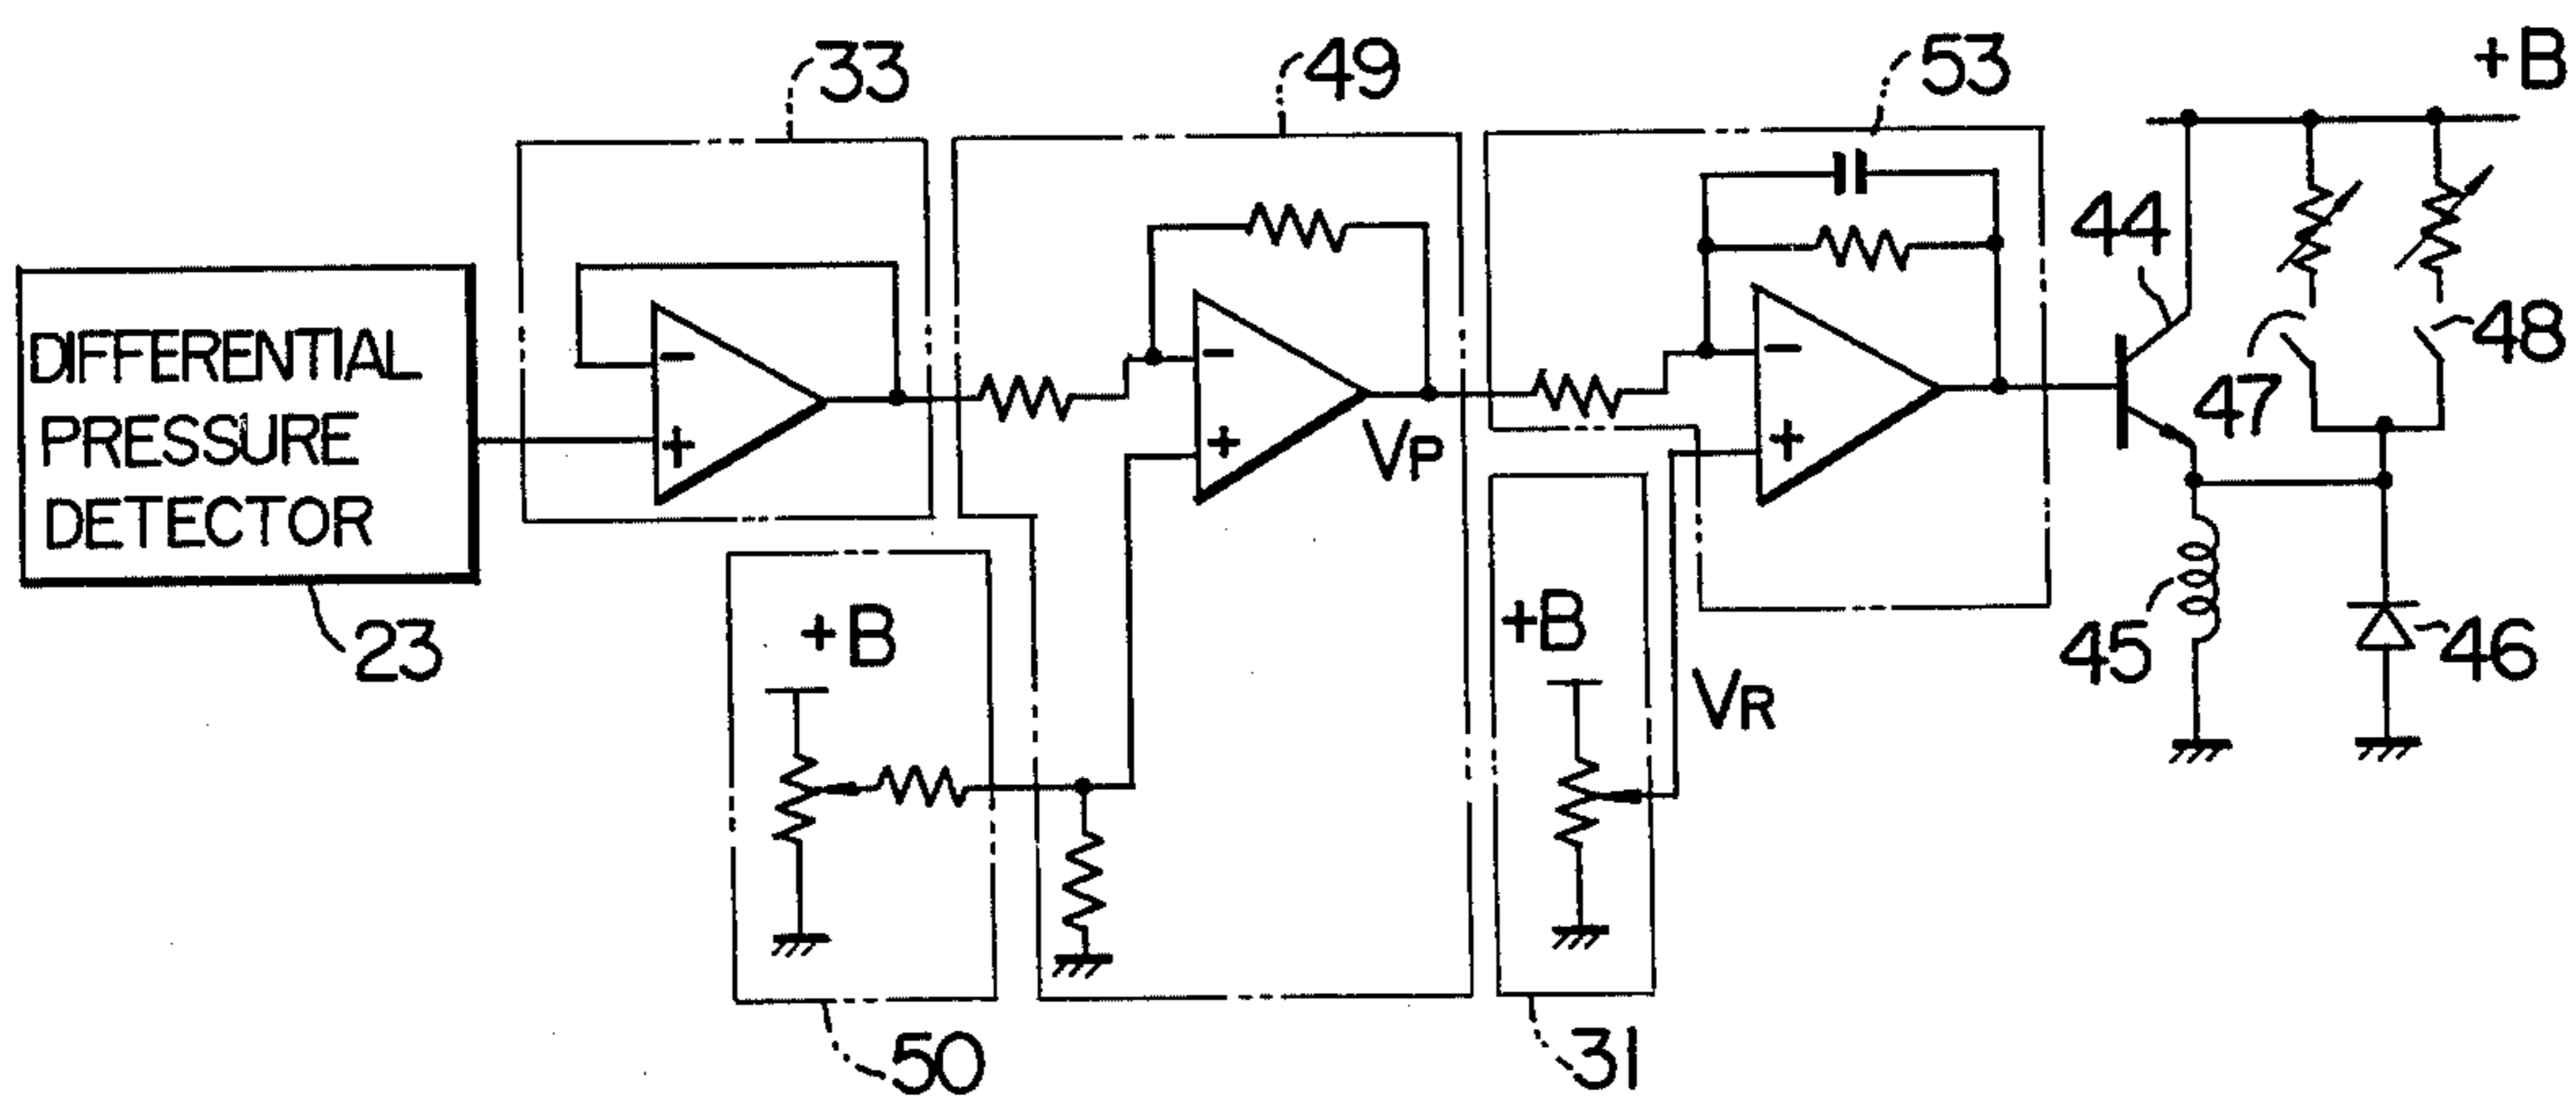 33
49
53
+B
44
DIFFERENTIAL
PRESSURE
DETECTOR
-
+
-
+
-
+
48
47
VP
23
+B
+B
45
46
VR
50
31